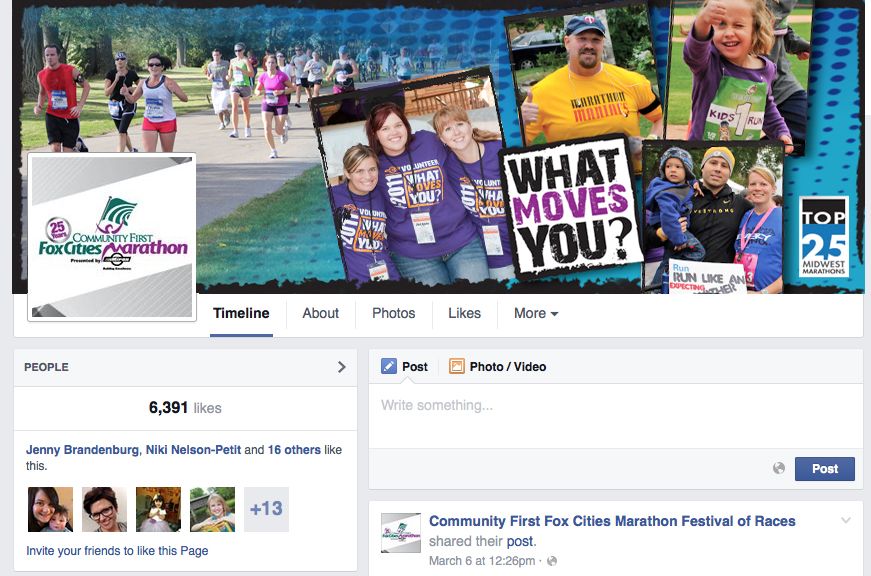 2011 VOLUNTEER
WHAT
MOVES
YOU?
MARATHON
MANIACS
KIDS
RUN
1
WHAT
MOVES
YOU?
LIVESTRONG
Run
EXPECTING
RUN LIKE
TOP
25
MIDWEST
MARATHONS
25
Years
COMMUNITY FIRST
Fox Cities Marathon
Presented by
Building Excellence
Timeline
About
Photos
Likes
More
PEOPLE
6,391 likes
Jenny Brandenburg, Niki Nelson-Petit and 16 others like
this.
+13
Invite your friends to like this Page
Post
Photo / Video
Write something...
Post
Community First Fox Cities Marathon Festival of Races
shared their post.
March 6 at 12:26pm ·